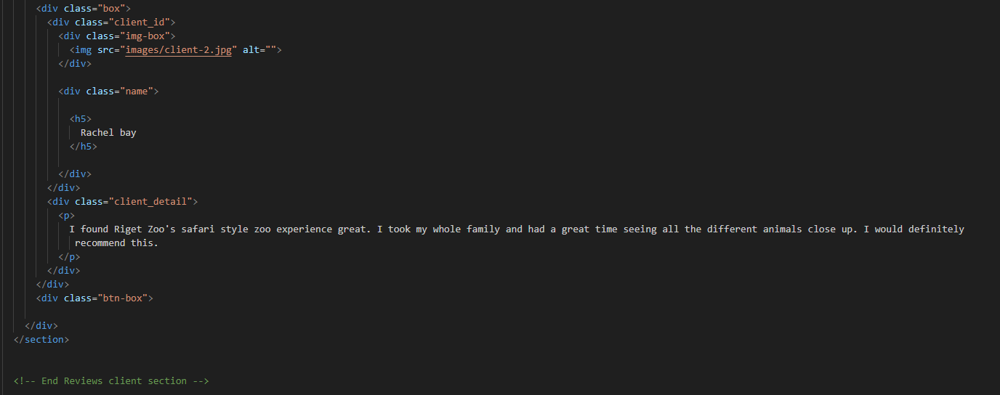 <div class="box">
<div class="client_id">
<div class="img-box">
<img src="images/client-2.jpg" alt="">
</div>
<div class="name">
<h5>
Rachel bay
</h5>
</div>
</div>
<div class="client_detail">
<p>
I found Riget Zoo's safari style zoo experience great. I took my whole family and had a great time seeing all the different animals close up. I would definitely
recommend this.
</p>
</div>
</div>
<div class="btn-box">
</div>
</section>
<!-- End Reviews client section -->